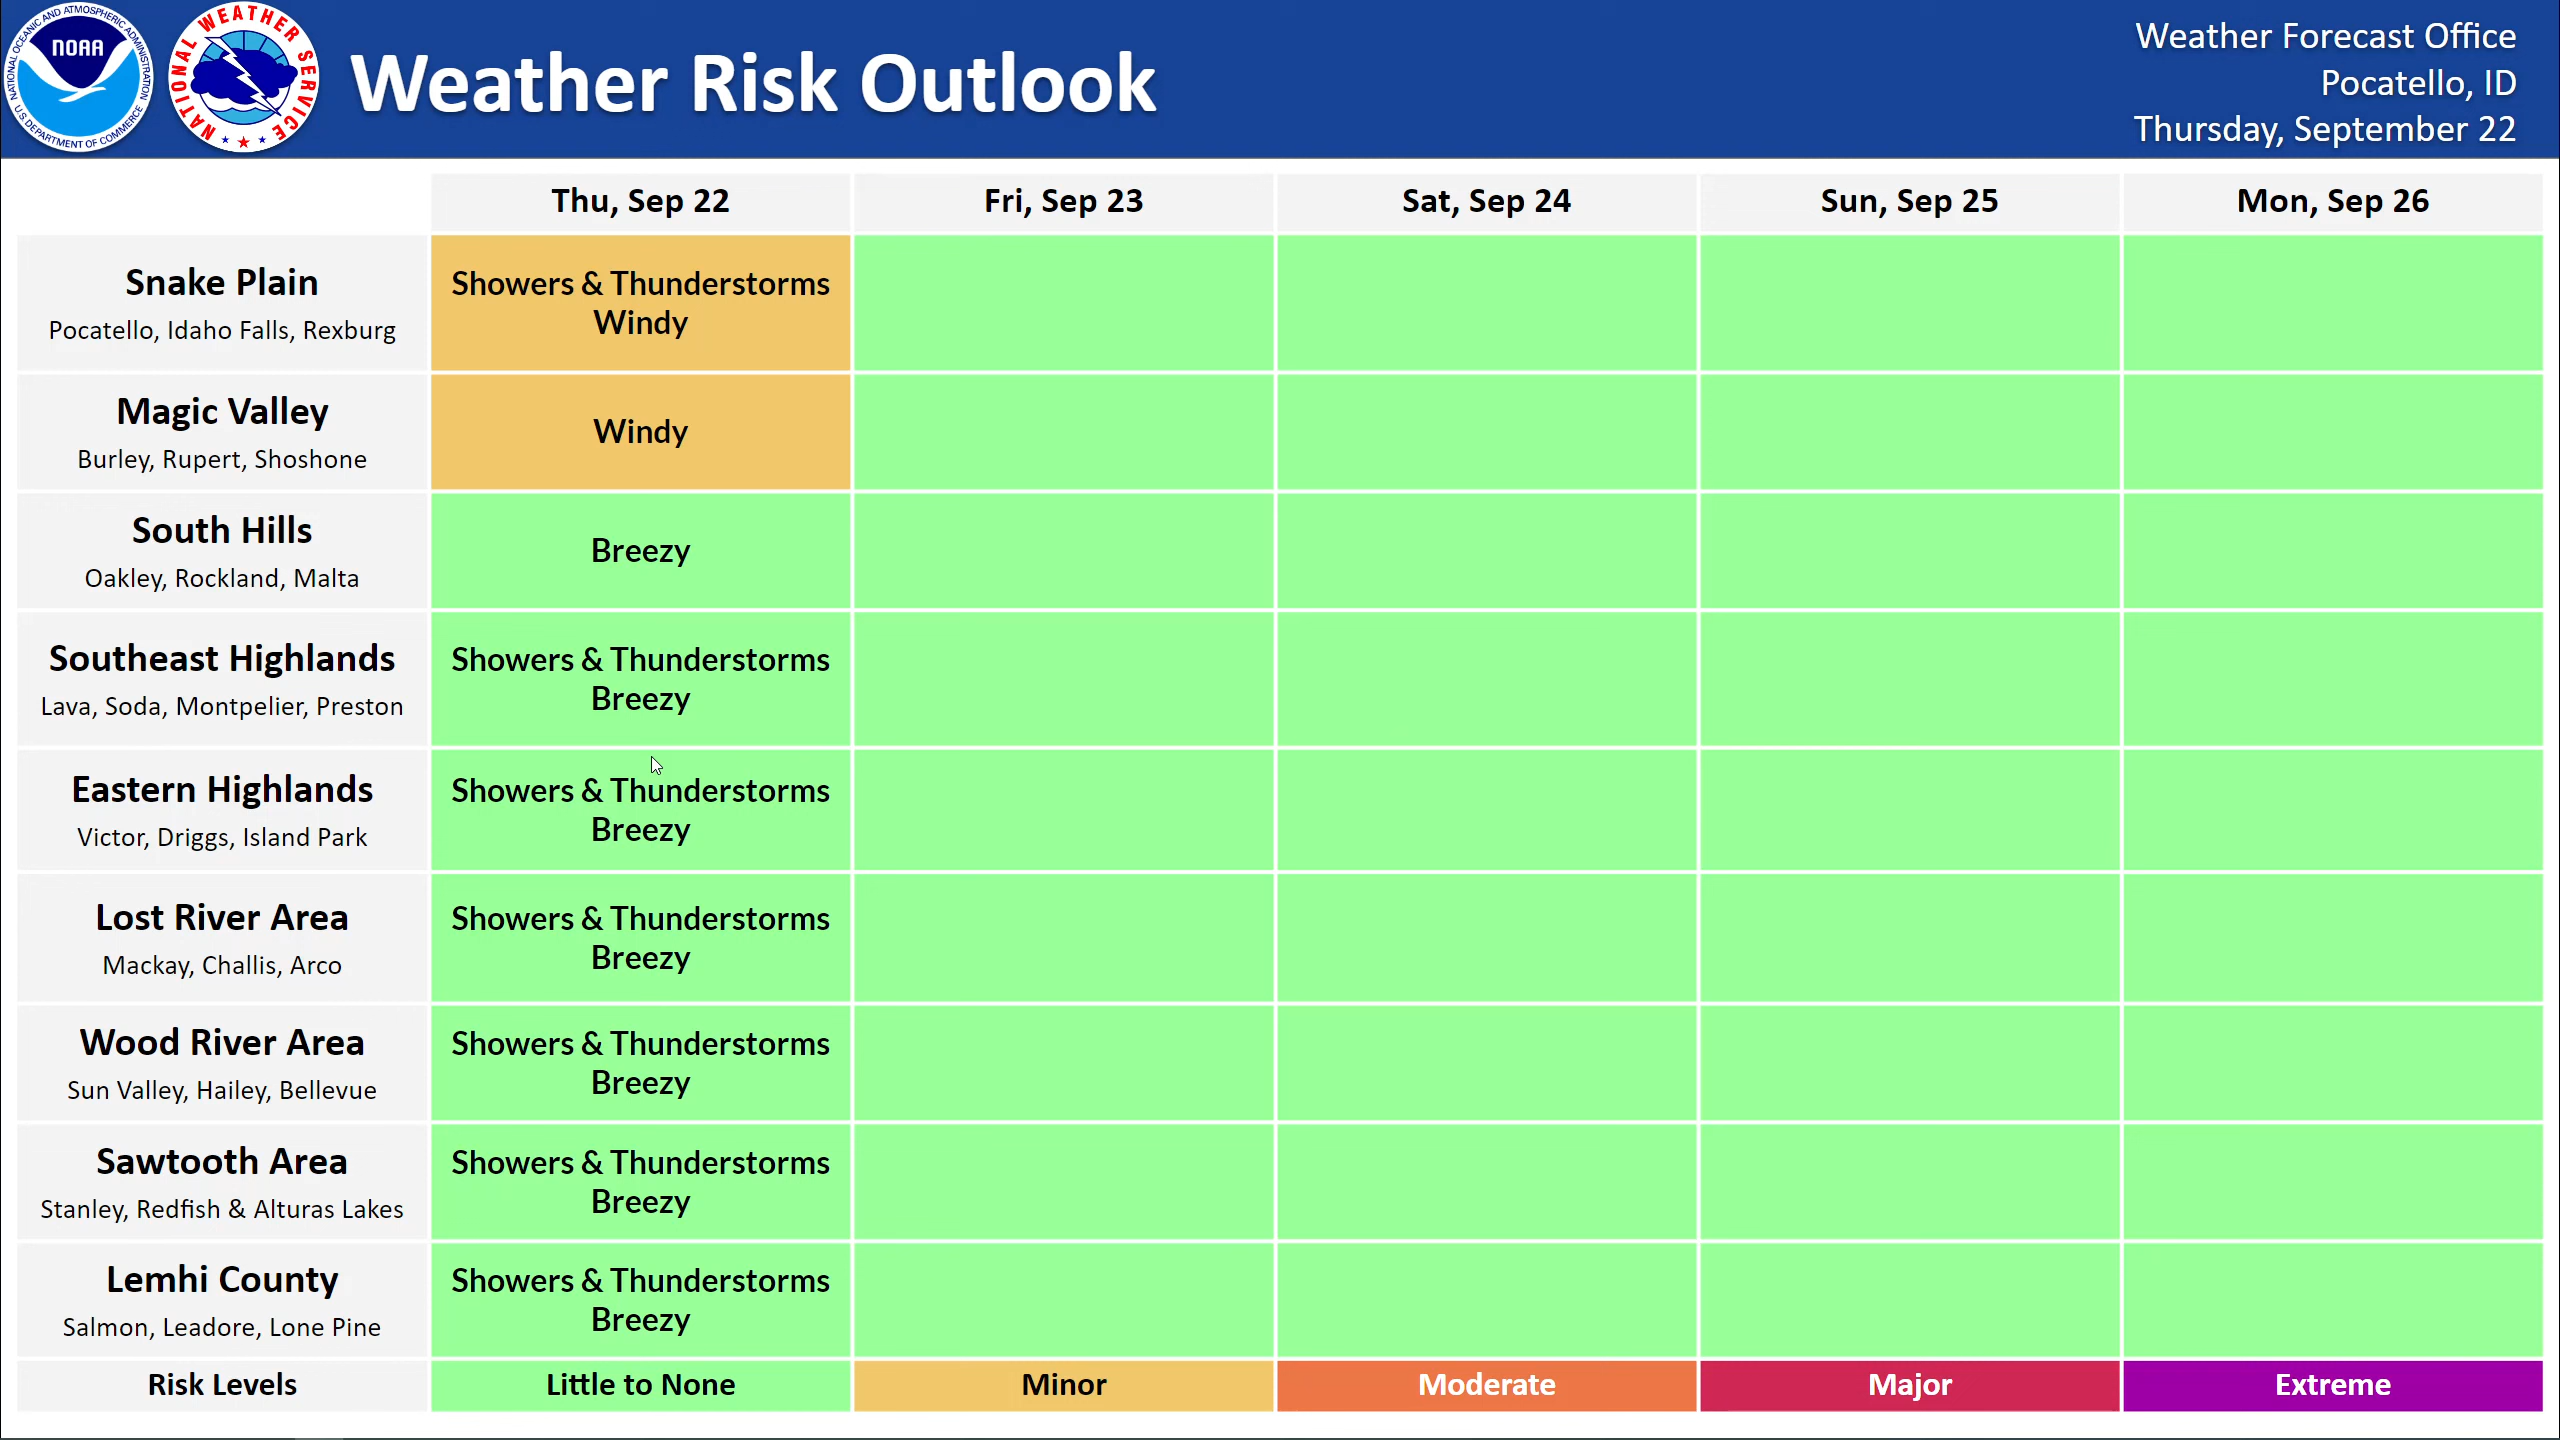 NATIONAL OCEANIC AND ATMOSPHERIC ADMINISTRATION
NOAA
U.S. DEPARTMENT OF COMMERCE
NATIONAL WEATHER SERVICE
Weather Risk Outlook
Weather Forecast Office
Pocatello, ID
Thursday, September 22
Thu, Sep 22 Fri, Sep 23 Sat, Sep 24 Sun, Sep 25 Mon, Sep 26
Snake Plain
Pocatello, Idaho Falls, Rexburg
Showers & Thunderstorms
Windy
Magic Valley
Burley, Rupert, Shoshone
Windy
South Hills
Oakley, Rockland, Malta
Breezy
Southeast Highlands
Lava, Soda, Montpelier, Preston
Showers & Thunderstorms
Breezy
Eastern Highlands
Victor, Driggs, Island Park
Showers & Thunderstorms
Breezy
Lost River Area
Mackay, Challis, Arco
Showers & Thunderstorms
Breezy
Wood River Area
Sun Valley, Hailey, Bellevue
Showers & Thunderstorms
Breezy
Sawtooth Area
Stanley, Redfish & Alturas Lakes
Showers & Thunderstorms
Breezy
Lemhi County
Salmon, Leadore, Lone Pine
Showers & Thunderstorms
Breezy
Risk Levels Little to None Minor Moderate Major Extreme